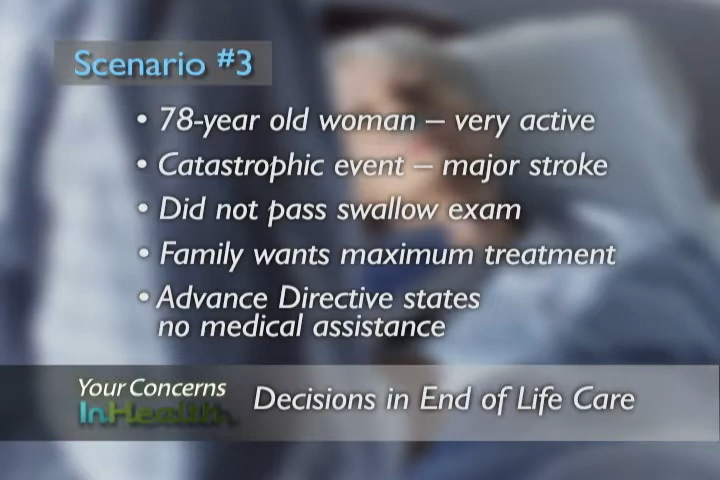 Scenario #3
• 78-year old woman – very active
• Catastrophic event – major stroke
• Did not pass swallow exam
• Family wants maximum treatment
• Advance Directive states
no medical assistance
Your Concerns
InHealth
Decisions in End of Life Care